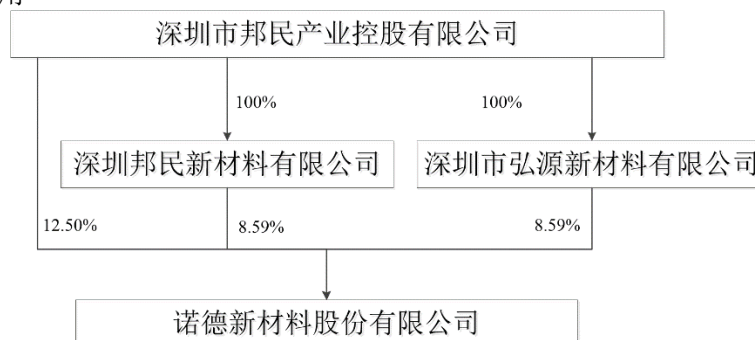 深圳市邦民产业控股有限公司
100%
100%
深圳邦民新材料有限公司
深圳市弘源新材料有限公司
12.50%
8.59%
8.59%
诺德新材料股份有限公司